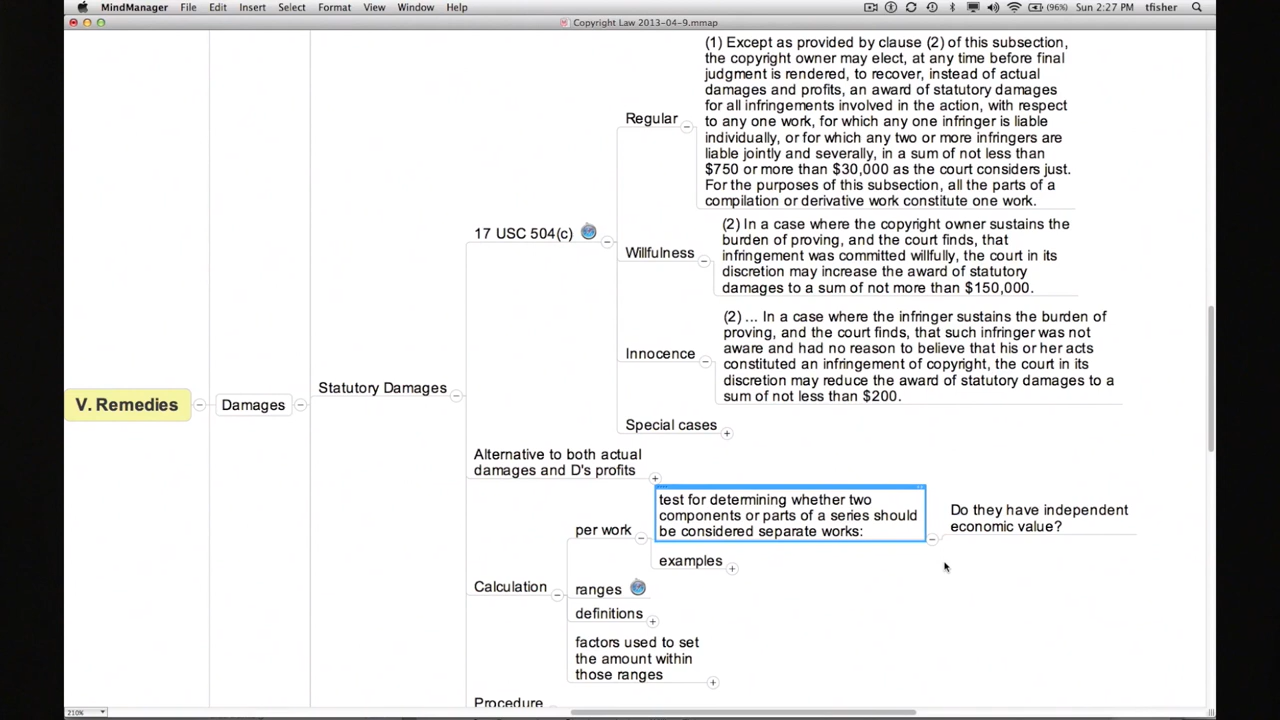 MindManager File Edit Insert Select Format View Window Help (96%) Sun 2:27 PM tfisher
Copyright Law 2013-04-9.mmap
(1) Except as provided by clause (2) of this subsection,
the copyright owner may elect, at any time before final
judgment is rendered, to recover, instead of actual
damages and profits, an award of statutory damages
for all infringements involved in the action, with respect
to any one work, for which any one infringer is liable
individually, or for which any two or more infringers are
liable jointly and severally, in a sum of not less than
$750 or more than $30,000 as the court considers just.
For the purposes of this subsection, all the parts of a
compilation or derivative work constitute one work.
Regular
(2) In a case where the copyright owner sustains the
burden of proving, and the court finds, that
infringement was committed willfully, the court in its
discretion may increase the award of statutory
damages to a sum of not more than $150,000.
17 USC 504(c)
Willfulness
(2) ... In a case where the infringer sustains the burden of
proving, and the court finds, that such infringer was not
aware and had no reason to believe that his or her acts
constituted an infringement of copyright, the court in its
discretion may reduce the award of statutory damages to a
sum of not less than $200.
Innocence
V. Remedies
Damages
Statutory Damages
Special cases
Alternative to both actual
damages and D's profits
test for determining whether two
components or parts of a series should
be considered separate works:
Do they have independent
economic value?
per work
examples
Calculation
ranges
definitions
factors used to set
the amount within
those ranges
Procedure
210%